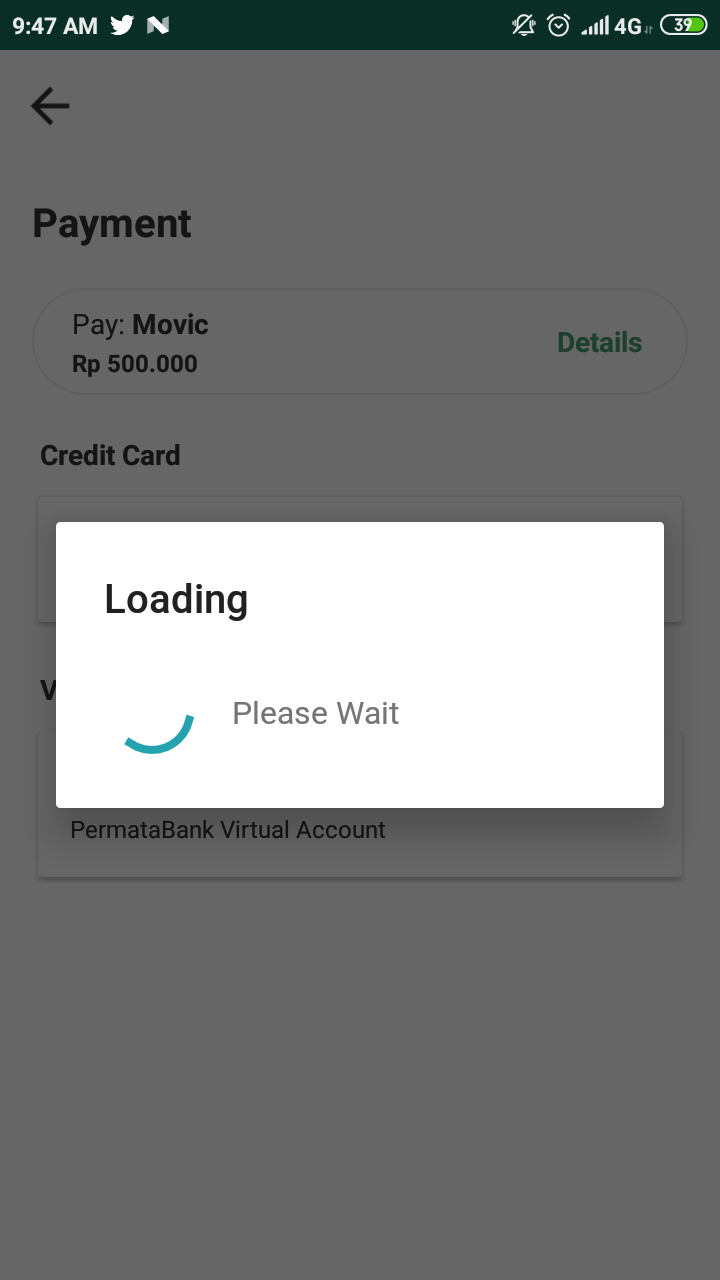 9:47 AM
4G
39
Payment
Pay: Movic
Rp 500.000
Details
Credit Card
Loading
Please Wait
PermataBank Virtual Account